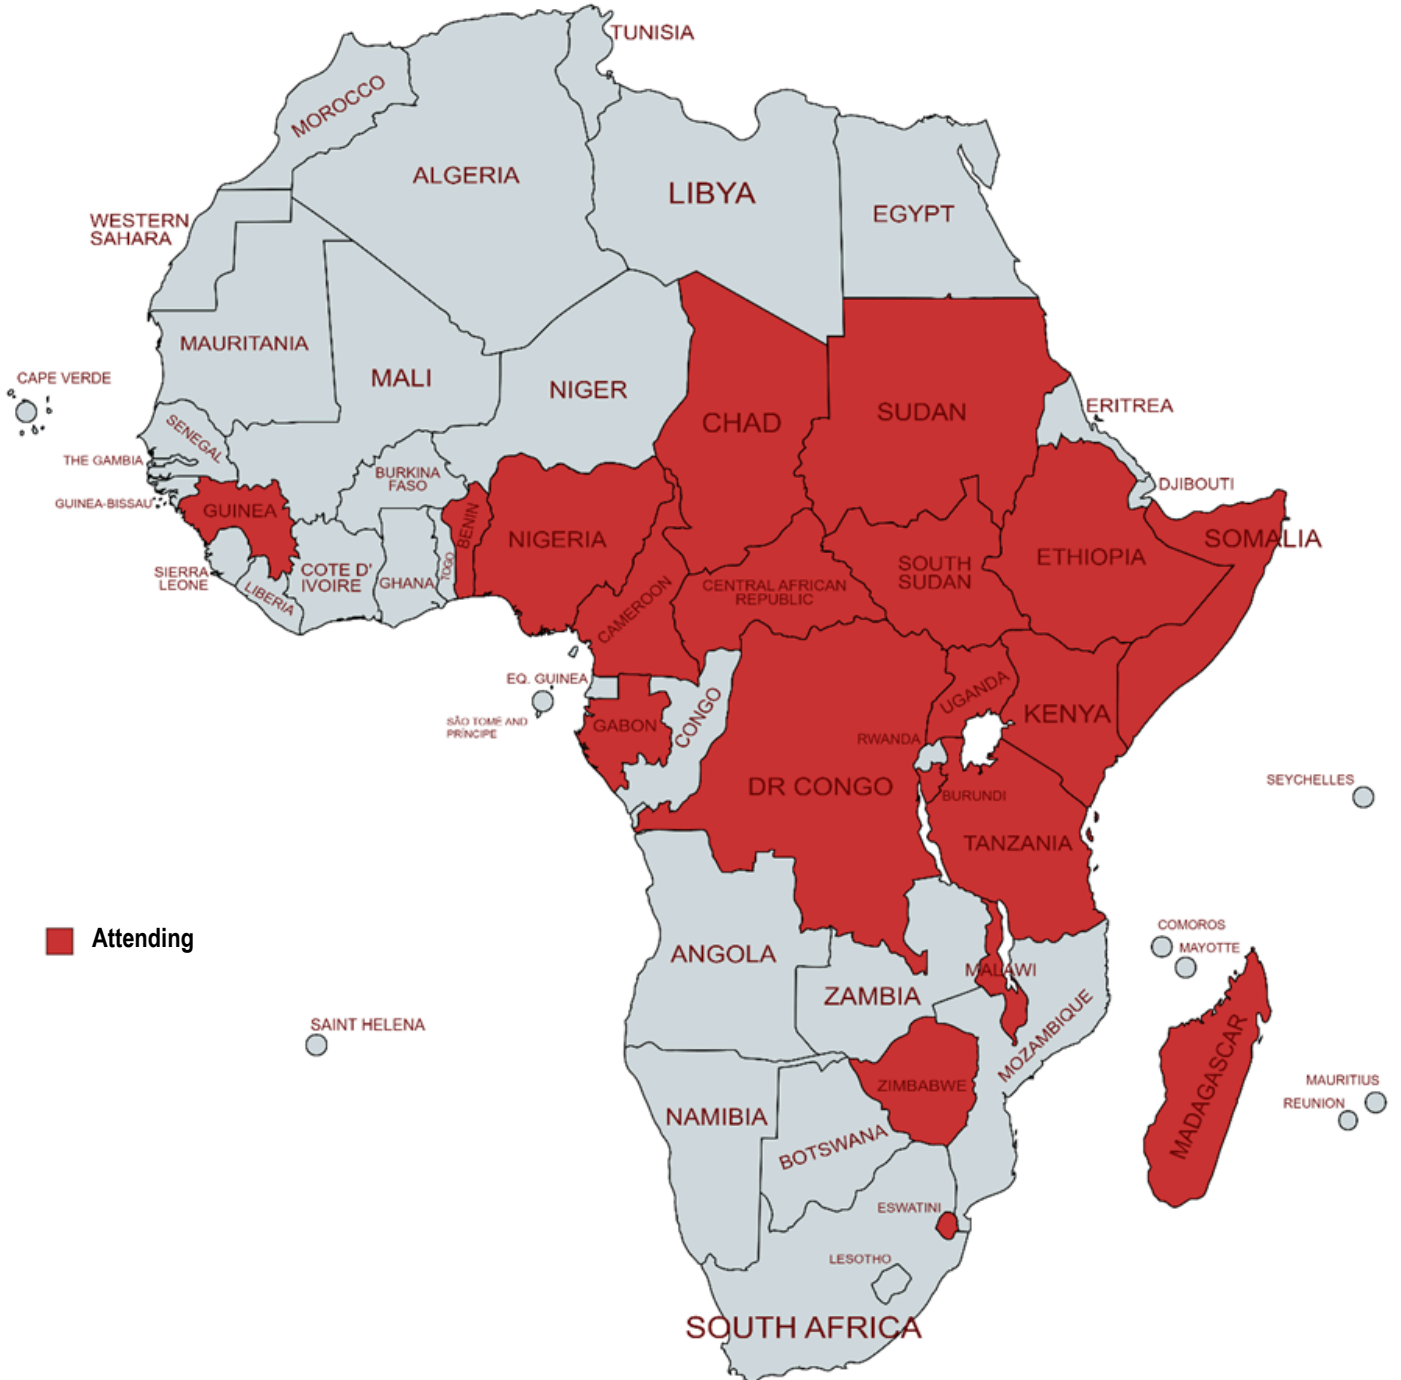 TUNISIA
MOROCCO
ALGERIA
LIBYA
EGYPT
WESTERN
SAHARA
MAURITANIA
MALI
NIGER
CAPE VERDE
CHAD
SUDAN
ERITREA
SENEGAL
THE GAMBIA
BURKINA
FASO
DJIBOUTI
GUINEA-BISSAU
GUINEA
BENIN
NIGERIA
SOMALIA
ETHIOPIA
SOUTH
SUDAN
SIERRA
LEONE
LIBERIA
COTE D'
IVOIRE
GHANA
TOGO
CAMEROON
CENTRAL AFRICAN
REPUBLIC
EQ. GUINEA
UGANDA
KENYA
SÃO TOMÉ AND
PRÍNCIPE
GABON
CONGO
RWANDA
DR CONGO
BURUNDI
SEYCHELLES
TANZANIA
Attending
ANGOLA
COMOROS
MAYOTTE
MALAWI
ZAMBIA
SAINT HELENA
MOZAMBIQUE
MADAGASCAR
ZIMBABWE
MAURITIUS
REUNION
NAMIBIA
BOTSWANA
ESWATINI
LESOTHO
SOUTH AFRICA